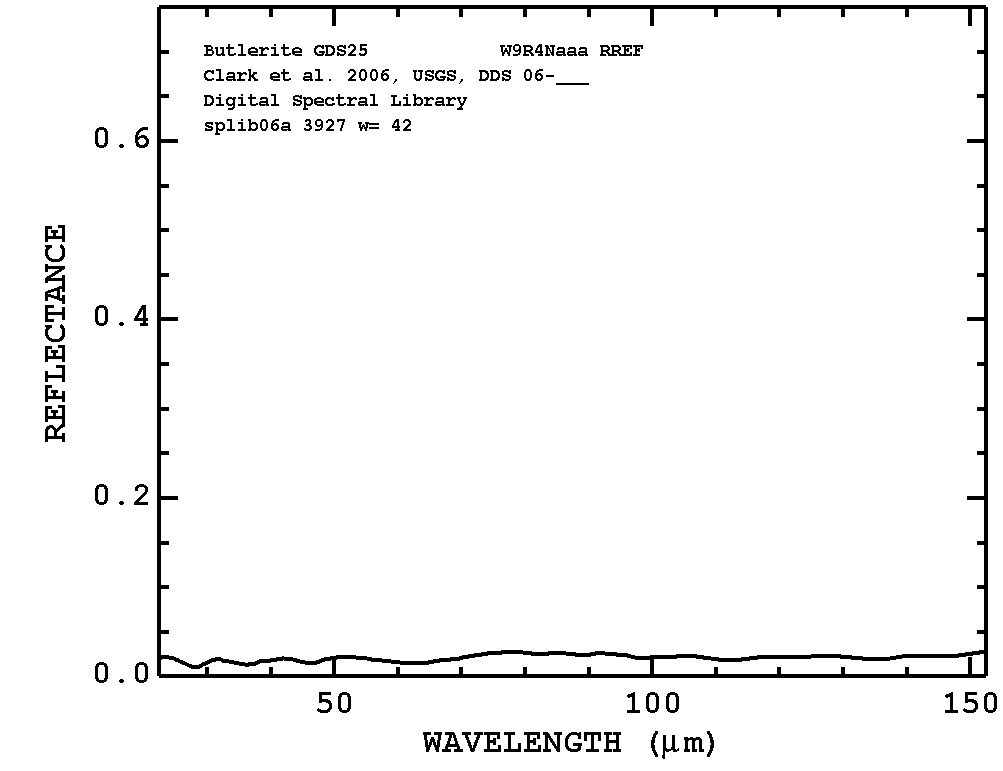 Butlerite GDS25 W9R4Naaa RREF
Clark et al. 2006, USGS, DDS 06-___
Digital Spectral Library
splib06a 3927 w= 42
0.6
0.4
0.2
0.0
REFLECTANCE
50 100 150
WAVELENGTH (μm)